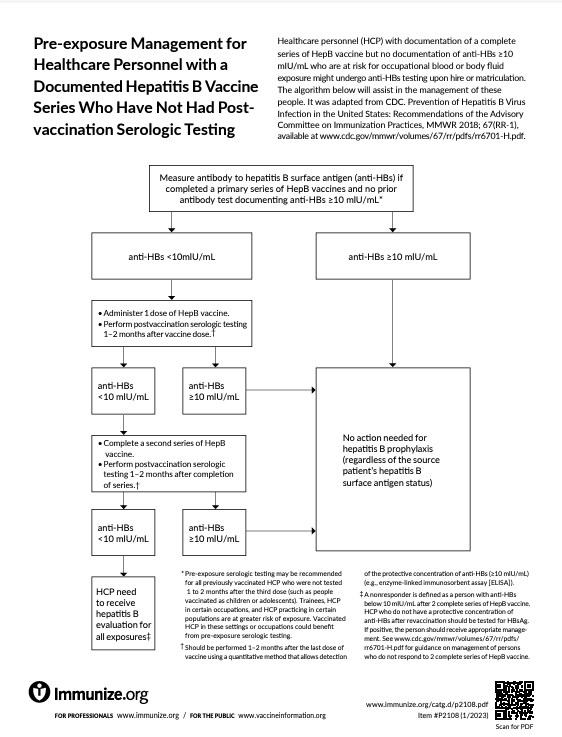 Pre-exposure Management for
Healthcare Personnel with a
Documented Hepatitis B Vaccine
Series Who Have Not Had Post-
vaccination Serologic Testing
Healthcare personnel (HCP) with documentation of a complete
series of HepB vaccine but no documentation of anti-HBs ≥10
mIU/mL who are at risk for occupational blood or body fluid
exposure might undergo anti-HBs testing upon hire or matriculation.
The algorithm below will assist in the management of these
people. It was adapted from CDC. Prevention of Hepatitis B Virus
Infection in the United States: Recommendations of the Advisory
Committee on Immunization Practices, MMWR 2018; 67(RR-1),
available at www.cdc.gov/mmwr/volumes/67/rr/pdfs/rr6701-H.pdf.
Measure antibody to hepatitis B surface antigen (anti-HBs) if
completed a primary series of HepB vaccines and no prior
antibody test documenting anti-HBs ≥10 mIU/mL*
anti-HBs <10mIU/mL
anti-HBs ≥10 mIU/mL
• Administer 1 dose of HepB vaccine.
• Perform postvaccination serologic testing
1–2 months after vaccine dose.†
anti-HBs
<10 mIU/mL
anti-HBs
≥10 mIU/mL
• Complete a second series of HepB
vaccine.
• Perform postvaccination serologic
testing 1–2 months after completion
of series.†
No action needed for
hepatitis B prophylaxis
(regardless of the source
patient's hepatitis B
surface antigen status)
anti-HBs
<10 mIU/mL
anti-HBs
≥10 mIU/mL
HCP need
to receive
hepatitis B
evaluation for
all exposures‡
* Pre-exposure serologic testing may be recommended
for all previously vaccinated HCP who were not tested
1 to 2 months after the third dose (such as people
vaccinated as children or adolescents). Trainees, HCP
in certain occupations, and HCP practicing in certain
populations are at greater risk of exposure. Vaccinated
HCP in these settings or occupations could benefit
from pre-exposure serologic testing.
† Should be performed 1–2 months after the last dose of
vaccine using a quantitative method that allows detection
of the protective concentration of anti-HBs (≥10 mIU/mL)
(e.g., enzyme-linked immunosorbent assay [ELISA]).
‡ A nonresponder is defined as a person with anti-HBs
below 10 mIU/mL after 2 complete series of HepB vaccine.
HCP who do not have a protective concentration of
anti-HBs after revaccination should be tested for HBsAg.
If positive, the person should receive appropriate manage-
ment. See www.cdc.gov/mmwr/volumes/67/rr/pdfs/
rr6701-H.pdf for guidance on management of persons
who do not respond to 2 complete series of HepB vaccine.
Immunize.org
FOR PROFESSIONALS www.immunize.org / FOR THE PUBLIC www.vaccineinformation.org
www.immunize.org/catg.d/p2108.pdf
Item #P2108 (1/2023)
Scan for PDF